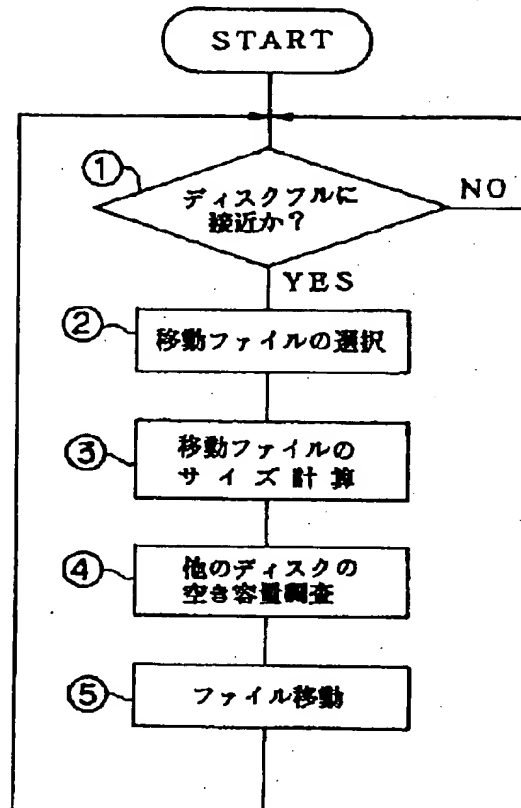 START
①
ディスクフルに
接近か？
NO
YES
②
移動ファイルの選択
③
移動ファイルの
サイズ計算
④
他のディスクの
空き容量調査
⑤
ファイル移動